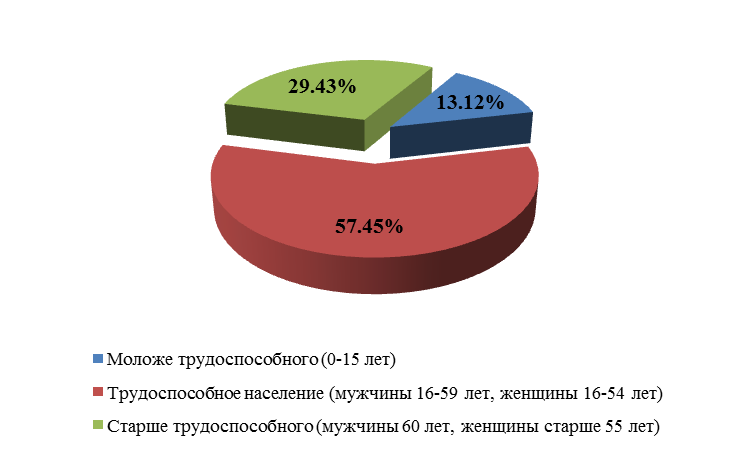 29.43%
13.12%
57.45%
Моложе трудоспособного (0-15 лет)
Трудоспособное население (мужчины 16-59 лет, женщины 16-54 лет)
Старше трудоспособного (мужчины 60 лет, женщины старше 55 лет)